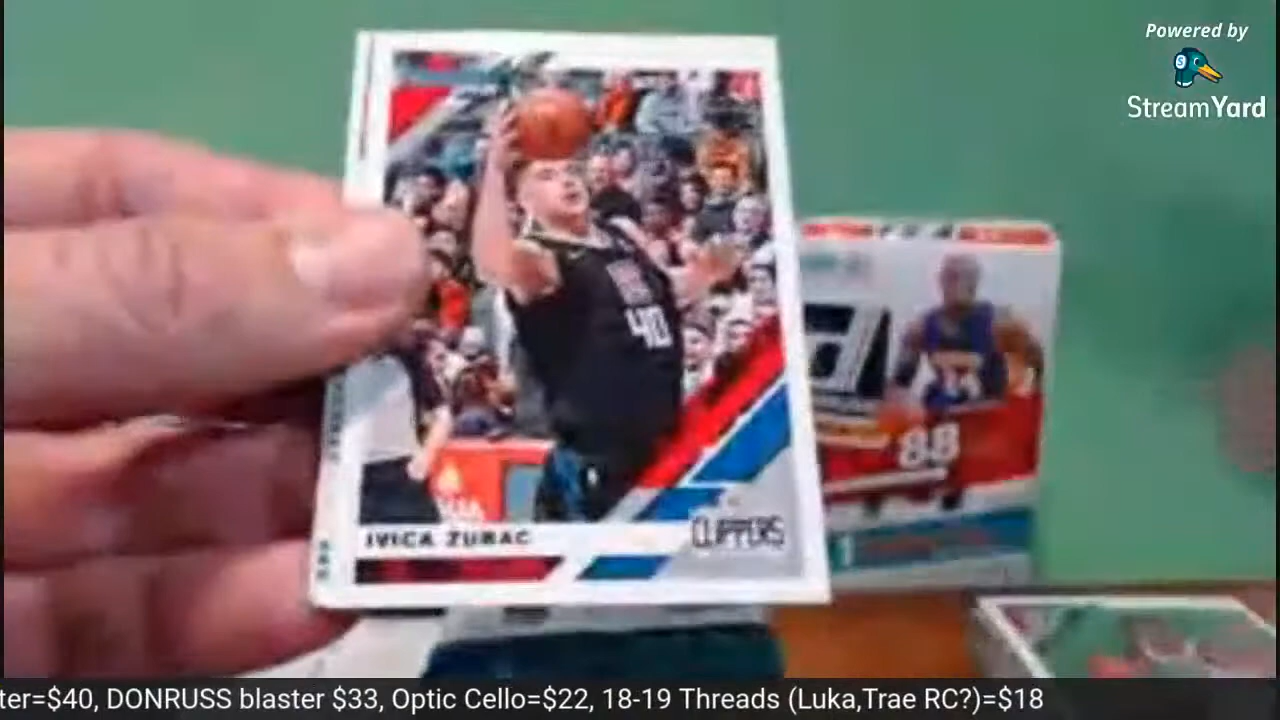 Powered by
StreamYard
40
88
IVICA ZUBAC
CLIPPERS
ter=$40, DONRUSS blaster $33, Optic Cello=$22, 18-19 Threads (Luka,Trae RC?)=$18